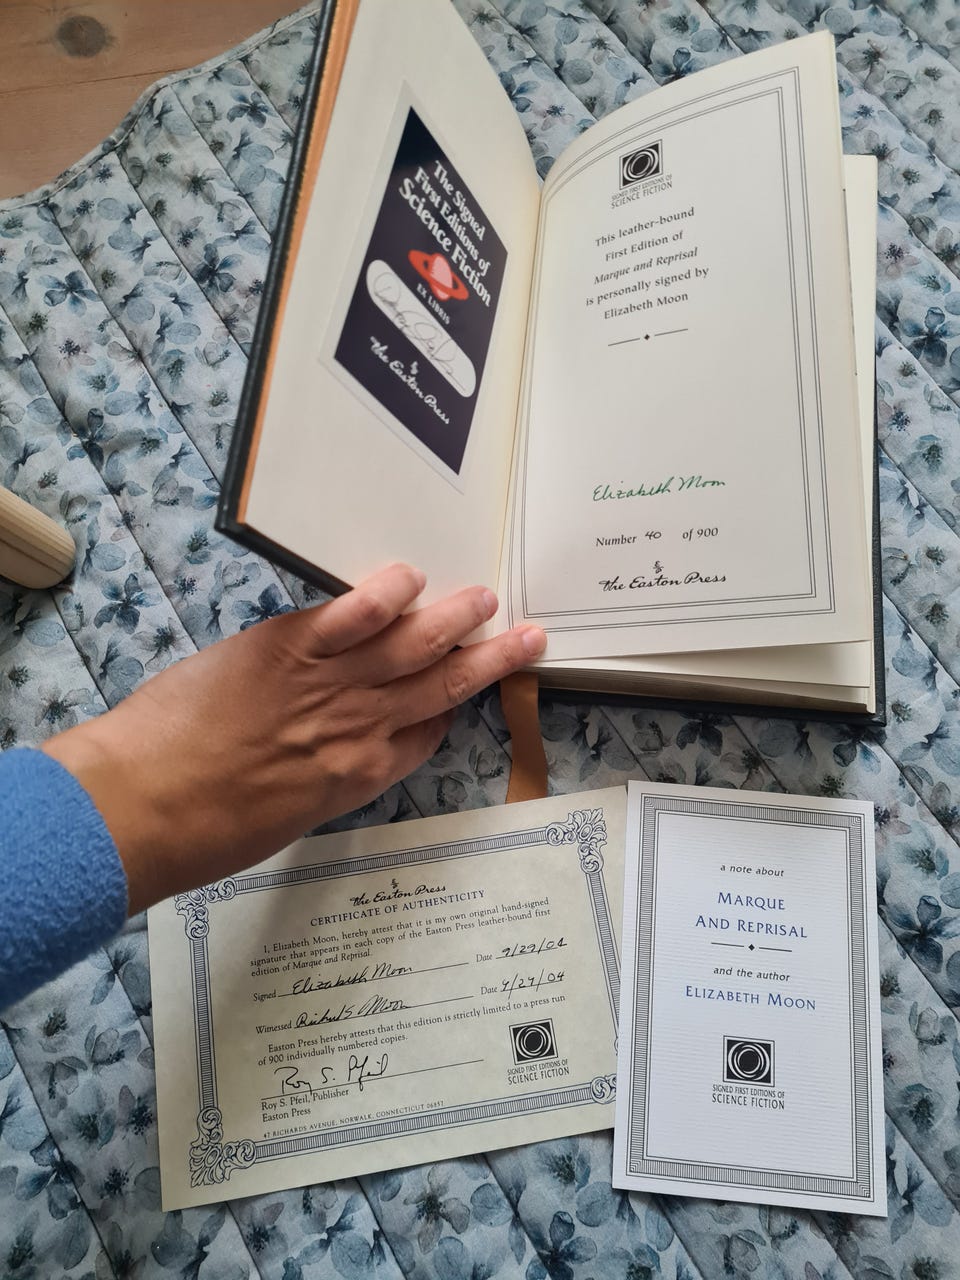 The Signed
First Editions of
Science Fiction
EX LIBRIS
the Easton Press
SIGNED FIRST EDITIONS OF
SCIENCE FICTION
This leather-bound
First Edition of
Marque and Reprisal
is personally signed by
Elizabeth Moon
Elizabeth Moon
Number 40 of 900
the Easton Press
the Easton Press
CERTIFICATE OF AUTHENTICITY
I, Elizabeth Moon, hereby attest that it is my own original hand-signed
signature that appears in each copy of the Easton Press leather-bound first
edition of Marque and Reprisal.
Signed Elizabeth Moon Date 9/29/04
Witnessed Richard S Moon Date 9/29/04
Easton Press hereby attests that this edition is strictly limited to a press run
of 900 individually numbered copies.
Roy S. Pfeil
Roy S. Pfeil, Publisher
Easton Press
47 RICHARDS AVENUE, NORWALK, CONNECTICUT 06857
SIGNED FIRST EDITIONS OF
SCIENCE FICTION
a note about
MARQUE
AND REPRISAL
and the author
ELIZABETH MOON
SIGNED FIRST EDITIONS OF
SCIENCE FICTION